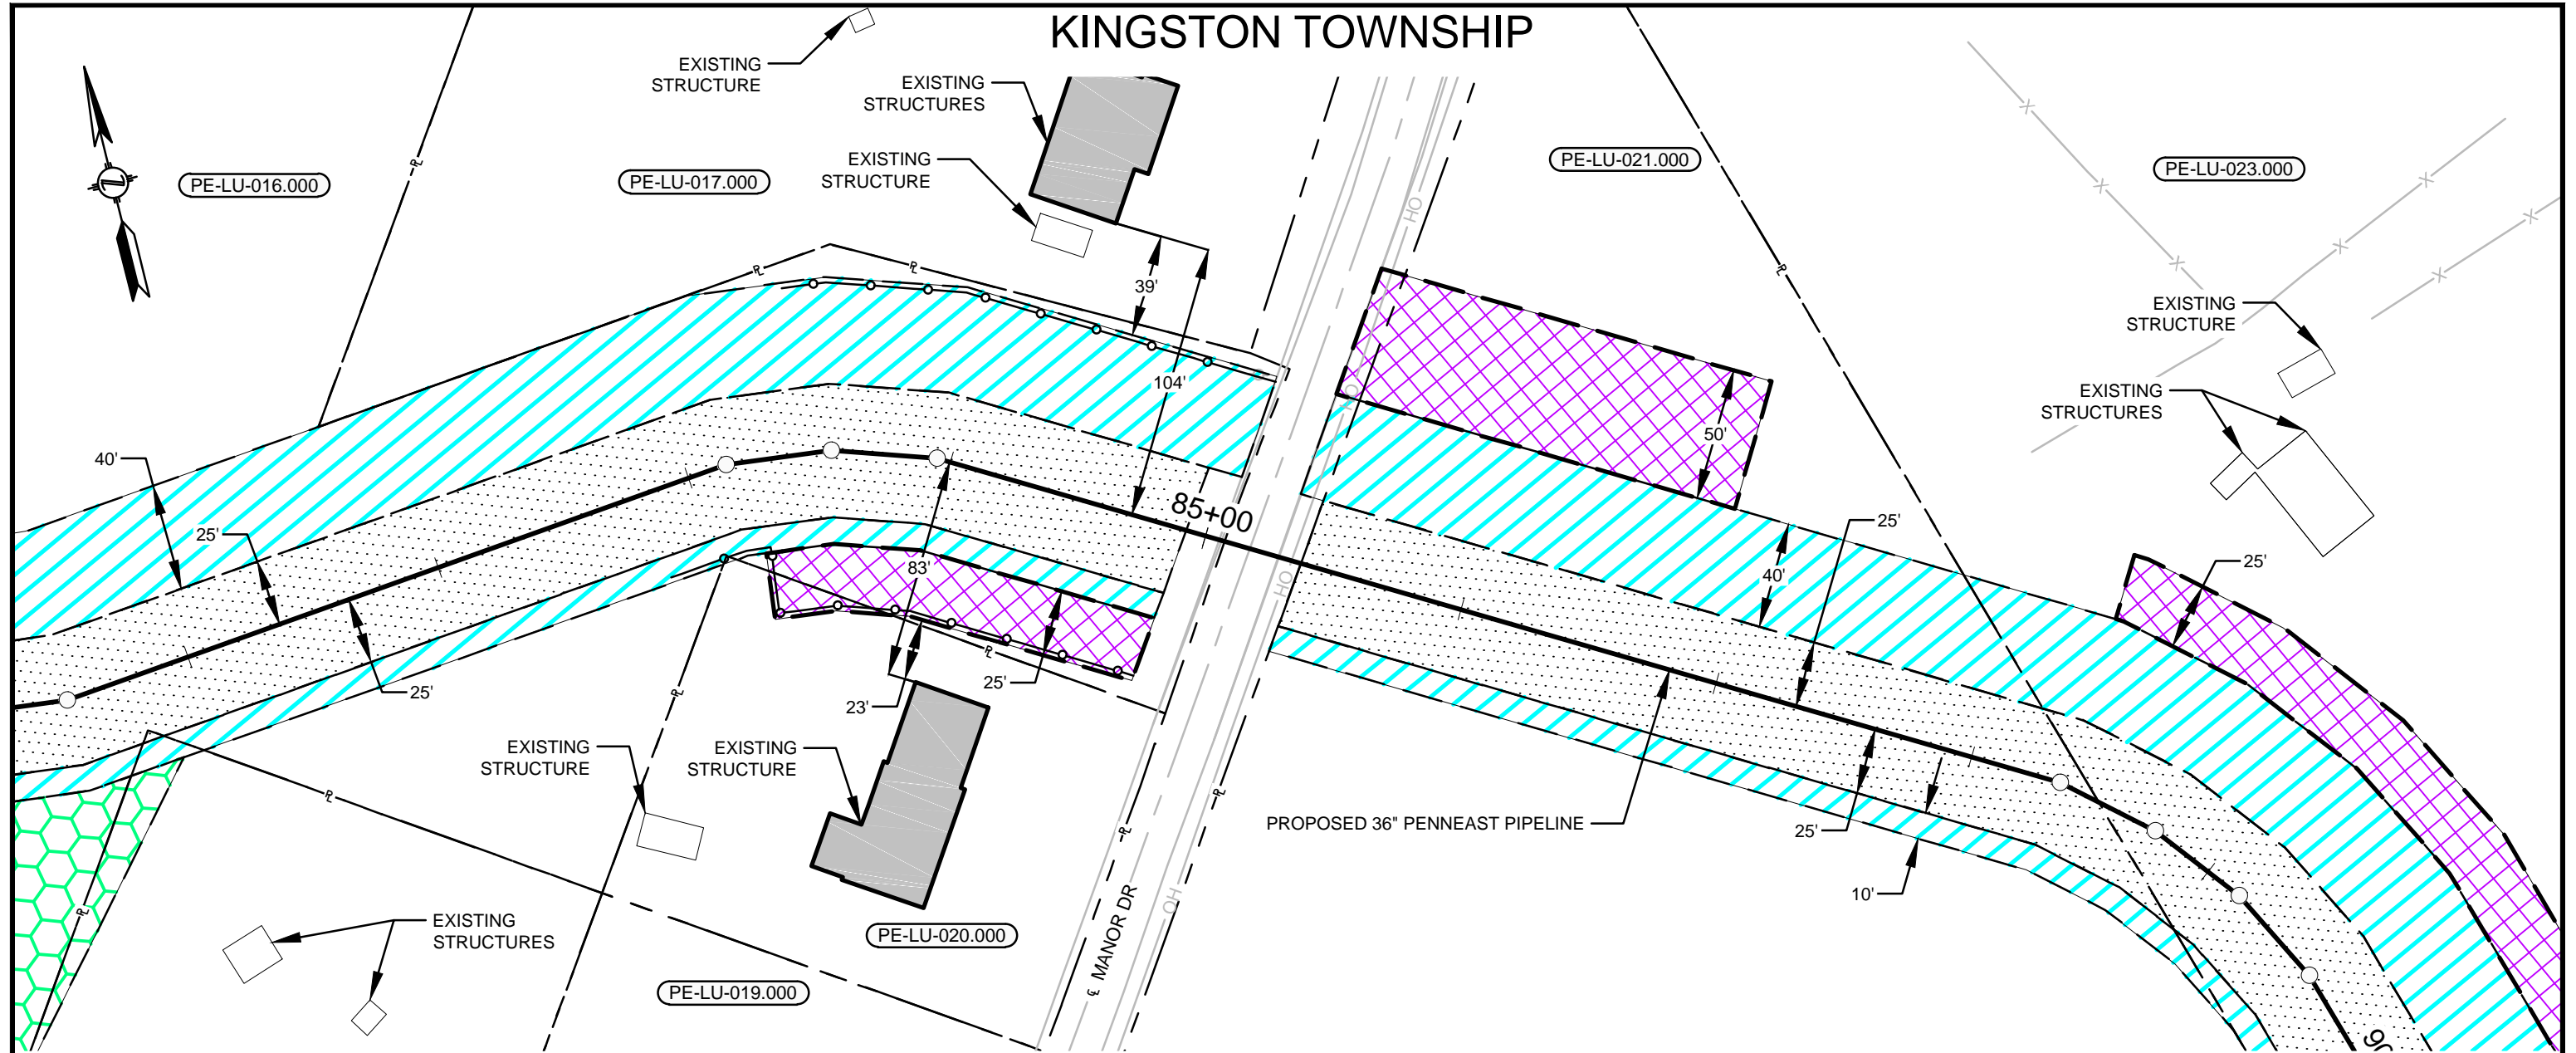 KINGSTON TOWNSHIP
EXISTING
STRUCTURE
EXISTING
STRUCTURES
EXISTING
STRUCTURE
PE-LU-016.000
PE-LU-017.000
PE-LU-021.000
PE-LU-023.000
N
℄
OH
39'
104'
EXISTING
STRUCTURE
EXISTING
STRUCTURES
50'
40'
25'
85+00
25'
40'
25'
83'
25'
25'
23'
EXISTING
STRUCTURE
EXISTING
STRUCTURE
PROPOSED 36" PENNEAST PIPELINE
25'
10'
EXISTING
STRUCTURES
PE-LU-020.000
PE-LU-019.000
℄ MANOR DR
OH